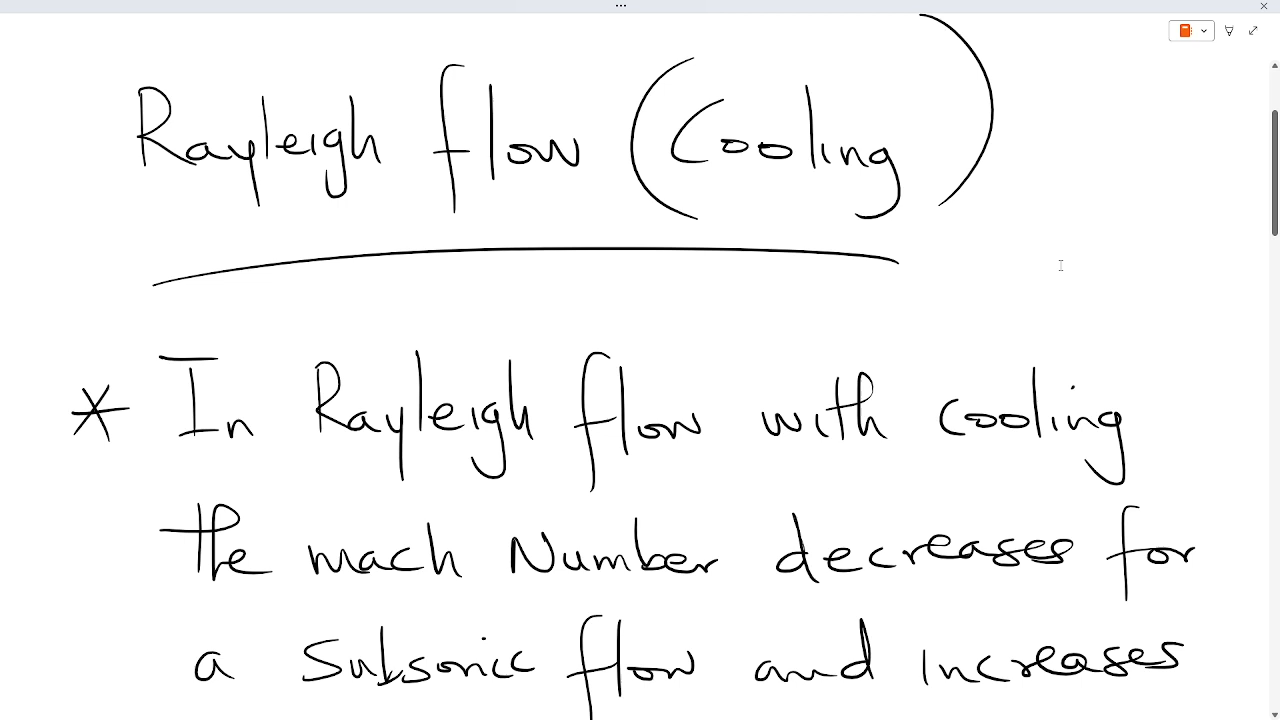 Rayleigh flow (Cooling)
* In Rayleigh flow with cooling
the mach Number decreases for
a subsonic flow and increases